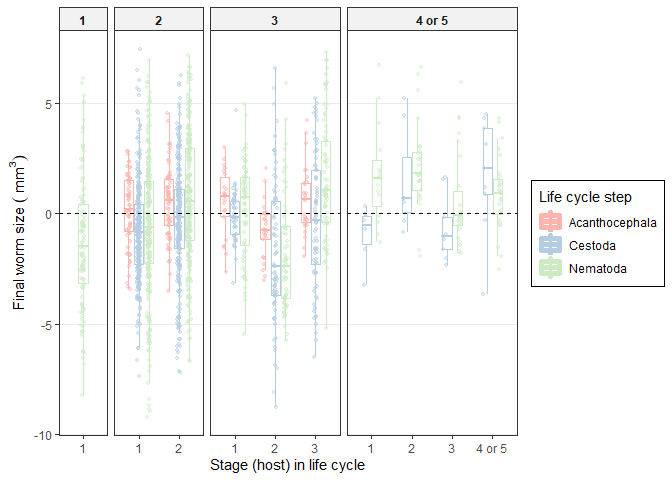 1 2 3 4 or 5
5
0
-5
-10
Final worm size ( mm³)
1 1 2 1 2 3 1 2 3 4 or 5
Stage (host) in life cycle
Life cycle step
Acanthocephala
Cestoda
Nematoda